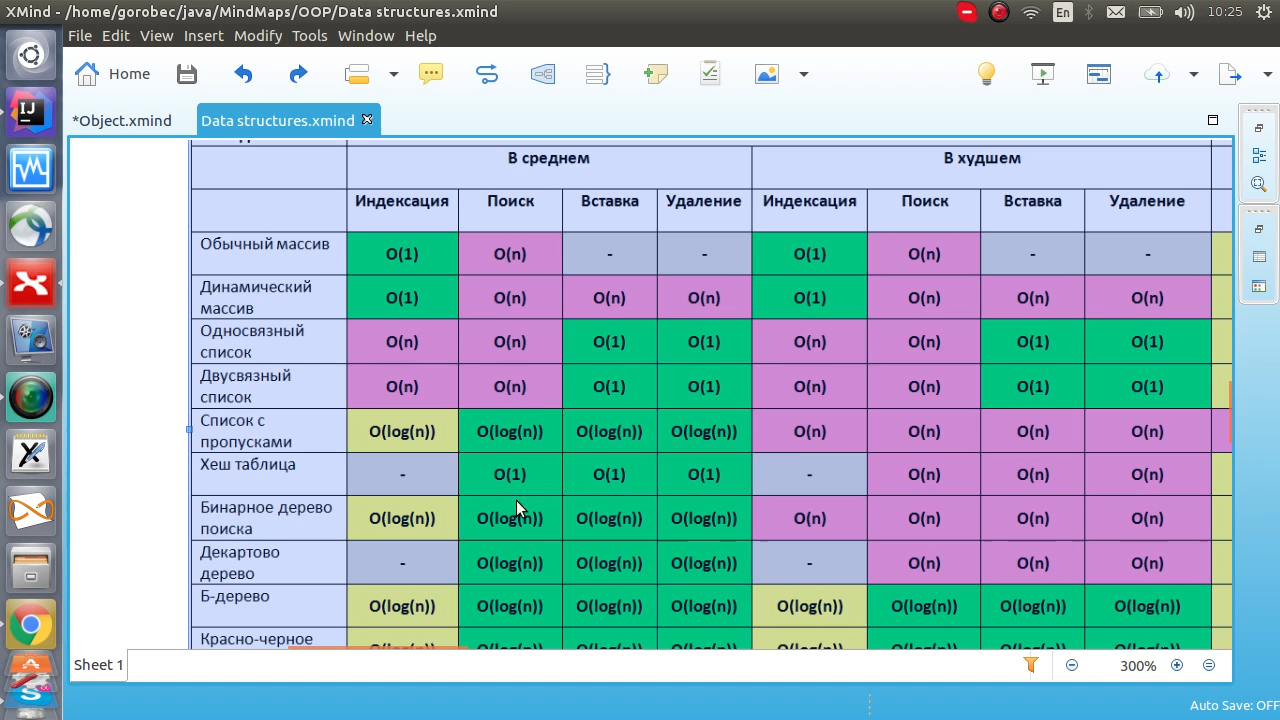 XMind - /home/gorobec/java/MindMaps/OOP/Data structures.xmind
En
10:25
File Edit View Insert Modify Tools Window Help
Home
*Object.xmind Data structures.xmind
В среднем В худшем
Индексация Поиск Вставка Удаление Индексация Поиск Вставка Удаление
Обычный массив O(1) O(n) - - O(1) O(n) - -
Динамический
массив O(1) O(n) O(n) O(n) O(1) O(n) O(n) O(n)
Односвязный
список O(n) O(n) O(1) O(1) O(n) O(n) O(1) O(1)
Двусвязный
список O(n) O(n) O(1) O(1) O(n) O(n) O(1) O(1)
Список с
пропусками O(log(n)) O(log(n)) O(log(n)) O(log(n)) O(n) O(n) O(n) O(n)
Хеш таблица - O(1) O(1) O(1) - O(n) O(n) O(n)
Бинарное дерево
поиска O(log(n)) O(log(n)) O(log(n)) O(log(n)) O(n) O(n) O(n) O(n)
Декартово
дерево - O(log(n)) O(log(n)) O(log(n)) - O(n) O(n) O(n)
Б-дерево O(log(n)) O(log(n)) O(log(n)) O(log(n)) O(log(n)) O(log(n)) O(log(n)) O(log(n))
Красно-черное
Sheet 1
300%
Auto Save: OFF